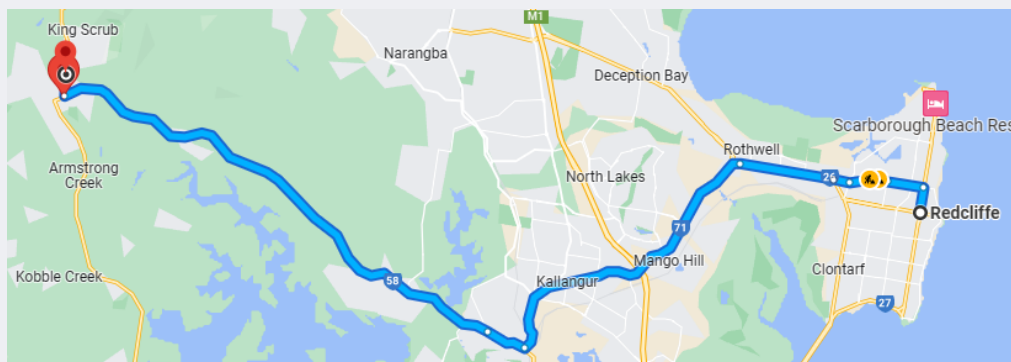 M1
King Scrub
Narangba
Deception Bay
Scarborough Beach Res
Rothwell
Armstrong
Creek
North Lakes
26
Redcliffe
71
Mango Hill
Clontarf
Kobble Creek
58
Kallangur
27